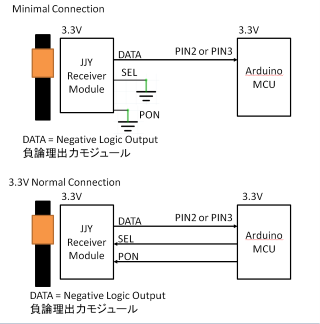 Minimal Connection
3.3V
3.3V
JJY
Receiver
Module
DATA
SEL
PON
PIN2 or PIN3
Arduino
MCU
DATA = Negative Logic Output
負論理出力モジュール
3.3V Normal Connection
3.3V
3.3V
JJY
Receiver
Module
DATA
SEL
PON
PIN2 or PIN3
Arduino
MCU
DATA = Negative Logic Output
負論理出力モジュール